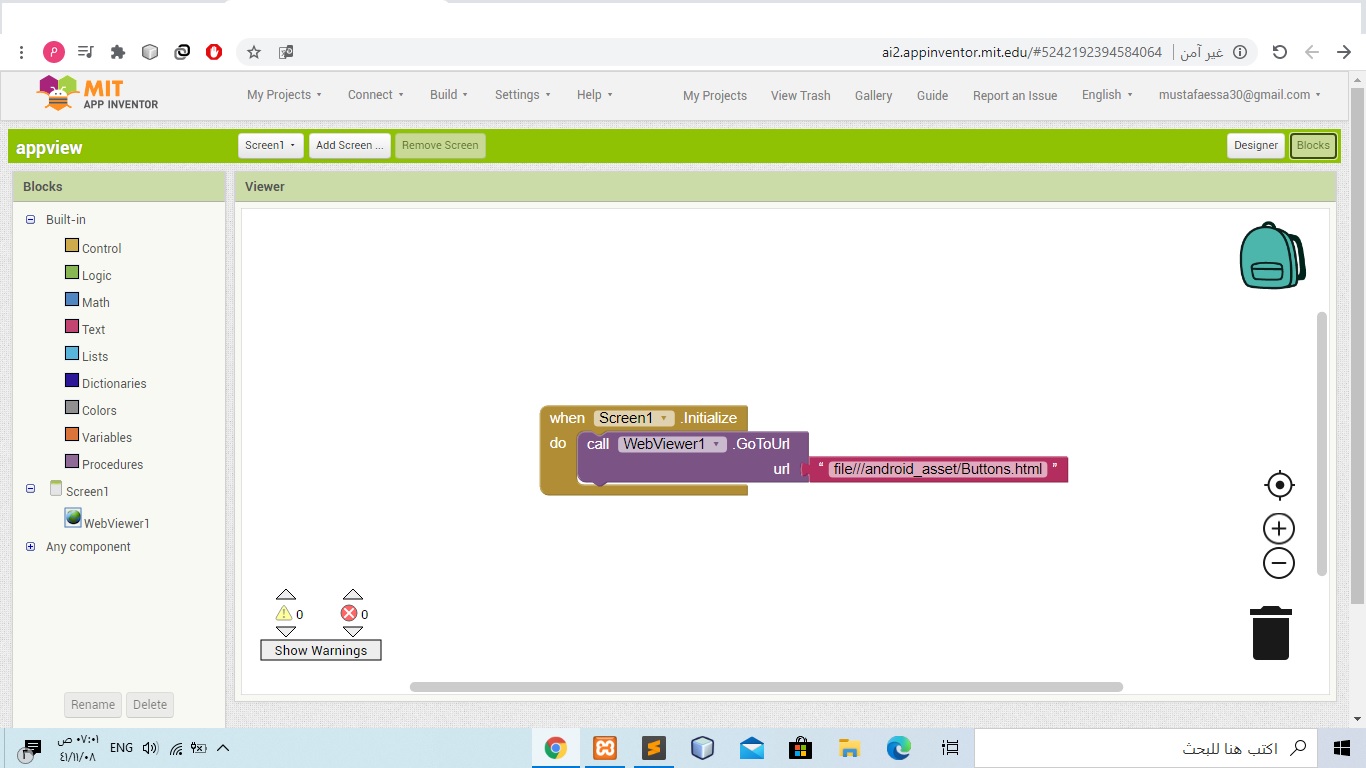 ai2.appinventor.mit.edu/#5242192394584064 غير آمن
MIT
APP INVENTOR
My Projects Connect Build Settings Help My Projects View Trash Gallery Guide Report an Issue English mustafaessa30@gmail.com
appview Screen1 Add Screen ... Remove Screen Designer Blocks
Blocks
Viewer
Built-in
Control
Logic
Math
Text
Lists
Dictionaries
Colors
Variables
Procedures
Screen1
WebViewer1
Any component
Rename Delete
when Screen1 .Initialize
do call WebViewer1 .GoToUrl
url “ file///android_asset/Buttons.html ”
0 0
Show Warnings
ENG
٠٧:٠١ ص
٤١/١١/٠٨
اكتب هنا للبحث